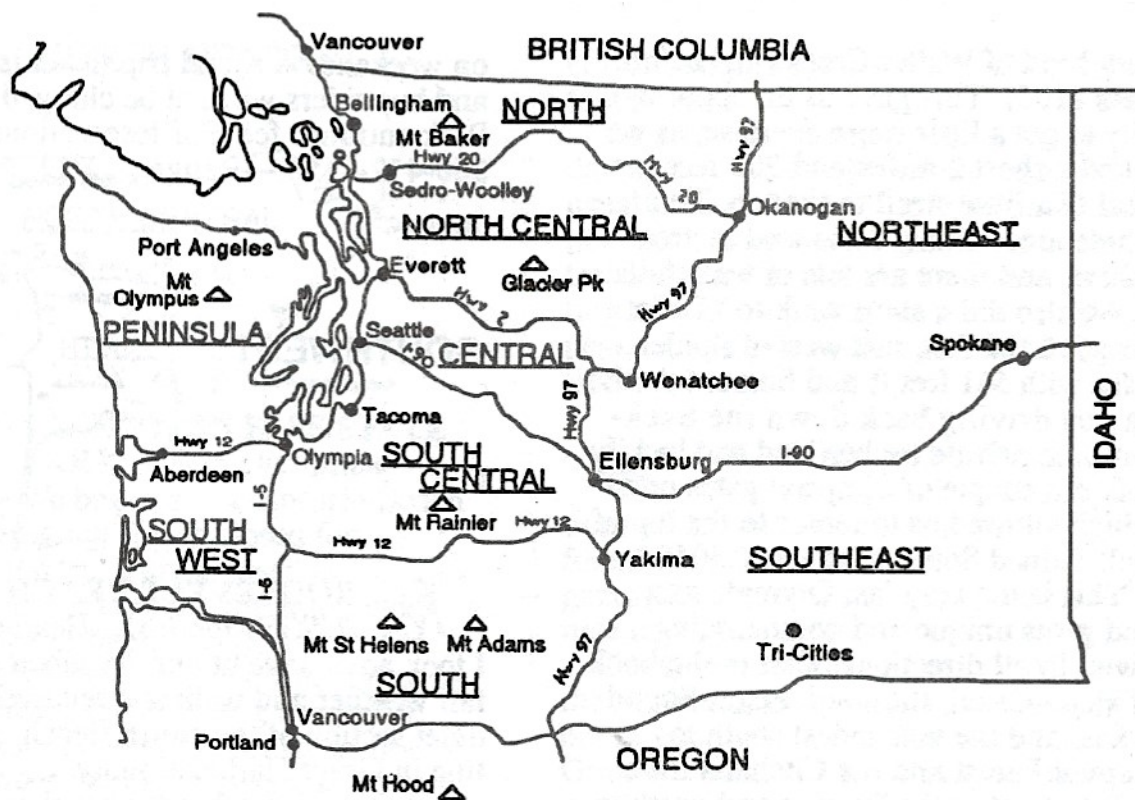 Vancouver
BRITISH COLUMBIA
Bellingham
NORTH
Mt Baker
Hwy 97
Hwy 20
Sedro-Woolley
Hwy 20
Okanogan
NORTH CENTRAL
NORTHEAST
Port Angeles
Everett
Glacier Pk
Mt
Olympus
Hwy 2
Hwy 97
PENINSULA
Seattle
I-90
CENTRAL
Spokane
Wenatchee
Hwy 97
Tacoma
IDAHO
Hwy 12
Olympia
SOUTH
CENTRAL
Ellensburg
I-90
Aberdeen
I-5
Mt Rainier
Hwy 12
SOUTH
WEST
Hwy 12
Yakima
SOUTHEAST
I-5
Mt St Helens
Mt Adams
Hwy 97
Tri-Cities
SOUTH
Vancouver
Portland
OREGON
Mt Hood